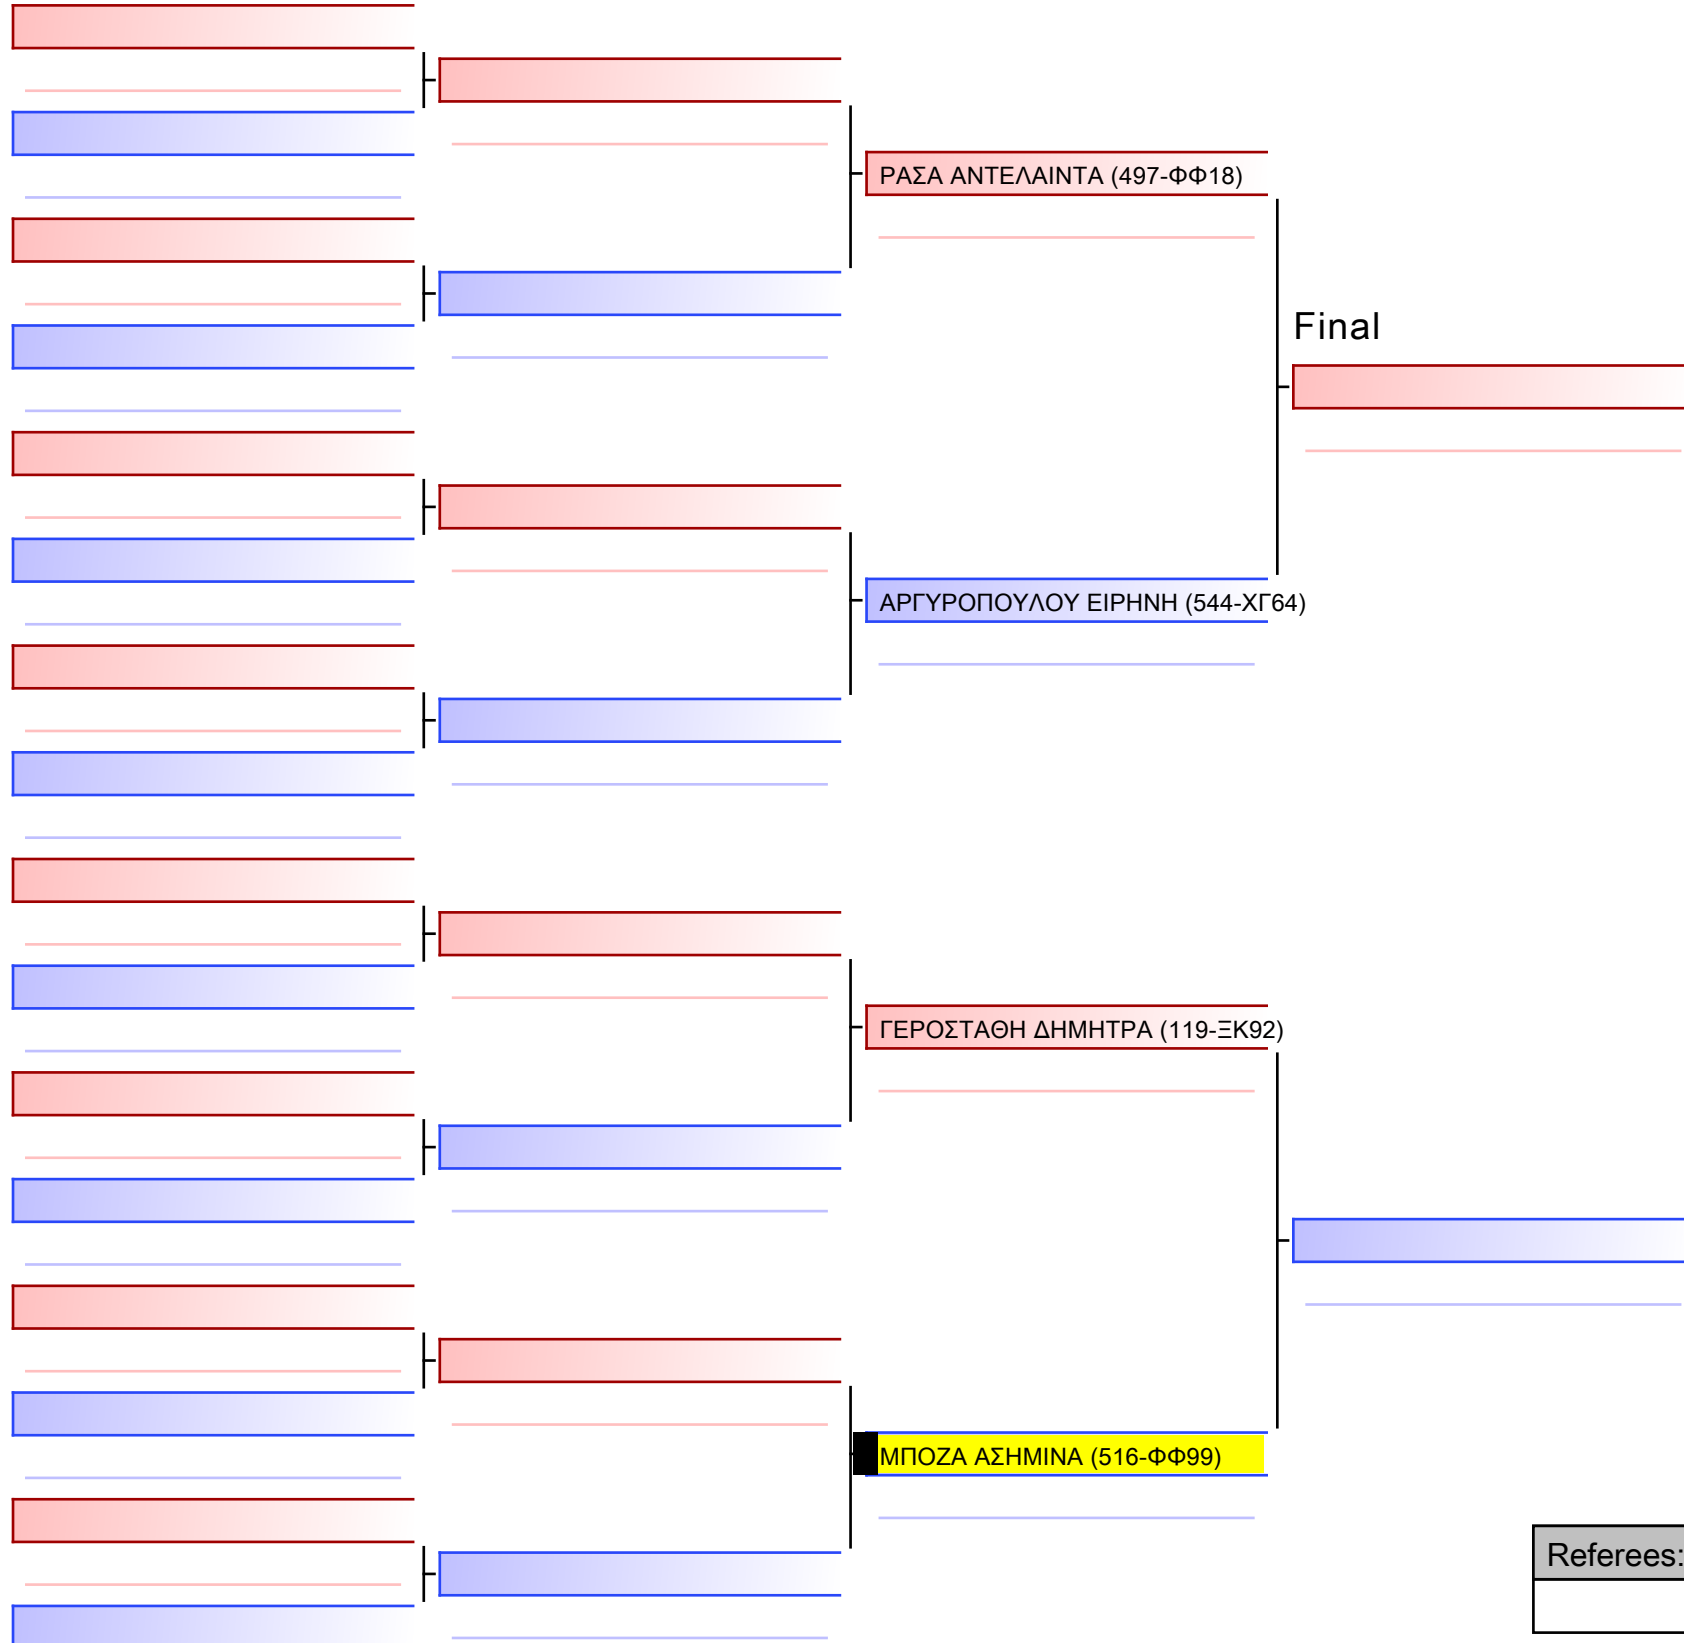 ΡΑΣΑ ΑΝΤΕΛΑΙΝΤΑ (497-ΦΦ18)
Final
ΑΡΓΥΡΟΠΟΥΛΟΥ ΕΙΡΗΝΗ (544-ΧΓ64)
ΓΕΡΟΣΤΑΘΗ ΔΗΜΗΤΡΑ (119-ΞΚ92)
ΜΠΟΖΑ ΑΣΗΜΙΝΑ (516-ΦΦ99)
Referees: